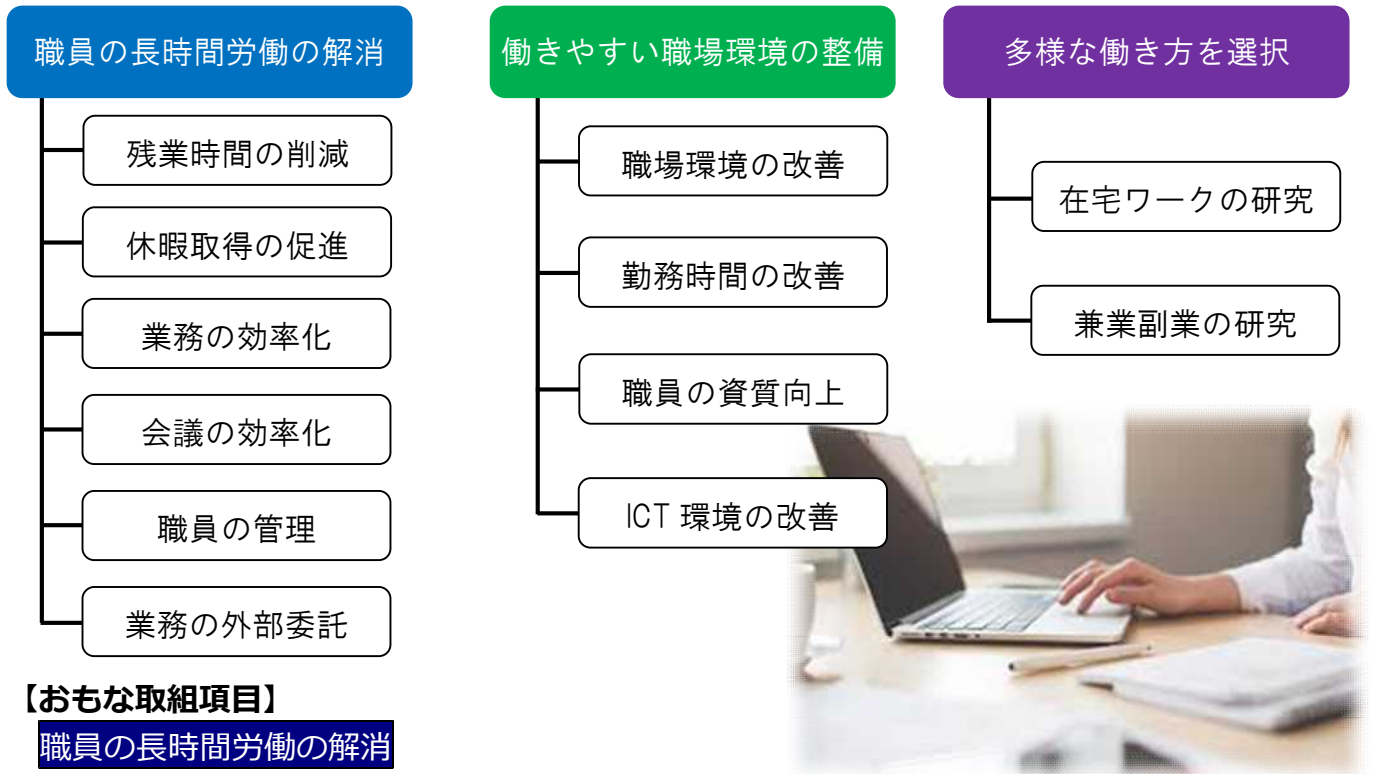 職員の長時間労働の解消
残業時間の削減
休暇取得の促進
業務の効率化
会議の効率化
職員の管理
業務の外部委託
働きやすい職場環境の整備
職場環境の改善
勤務時間の改善
職員の資質向上
ICT 環境の改善
多様な働き方を選択
在宅ワークの研究
兼業副業の研究
【おもな取組項目】
職員の長時間労働の解消